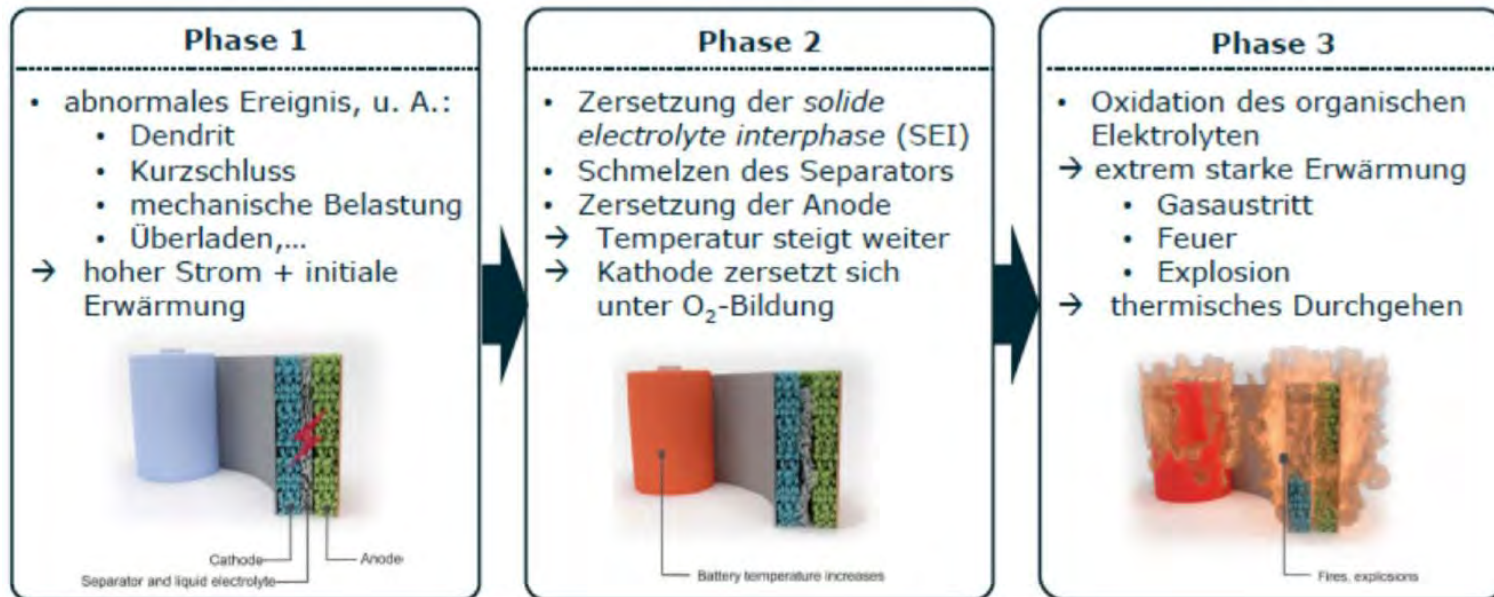 Phase 1
• abnormales Ereignis, u. A.:
• Dendrit
• Kurzschluss
• mechanische Belastung
• Überladen,...
→ hoher Strom + initiale
Erwärmung
Cathode
Anode
Separator and liquid electrolyte
Phase 2
• Zersetzung der solide
electrolyte interphase (SEI)
• Schmelzen des Separators
• Zersetzung der Anode
→ Temperatur steigt weiter
→ Kathode zersetzt sich
unter O₂-Bildung
Battery temperature increases
Phase 3
• Oxidation des organischen
Elektrolyten
→ extrem starke Erwärmung
• Gasaustritt
• Feuer
• Explosion
→ thermisches Durchgehen
Fires, explosions